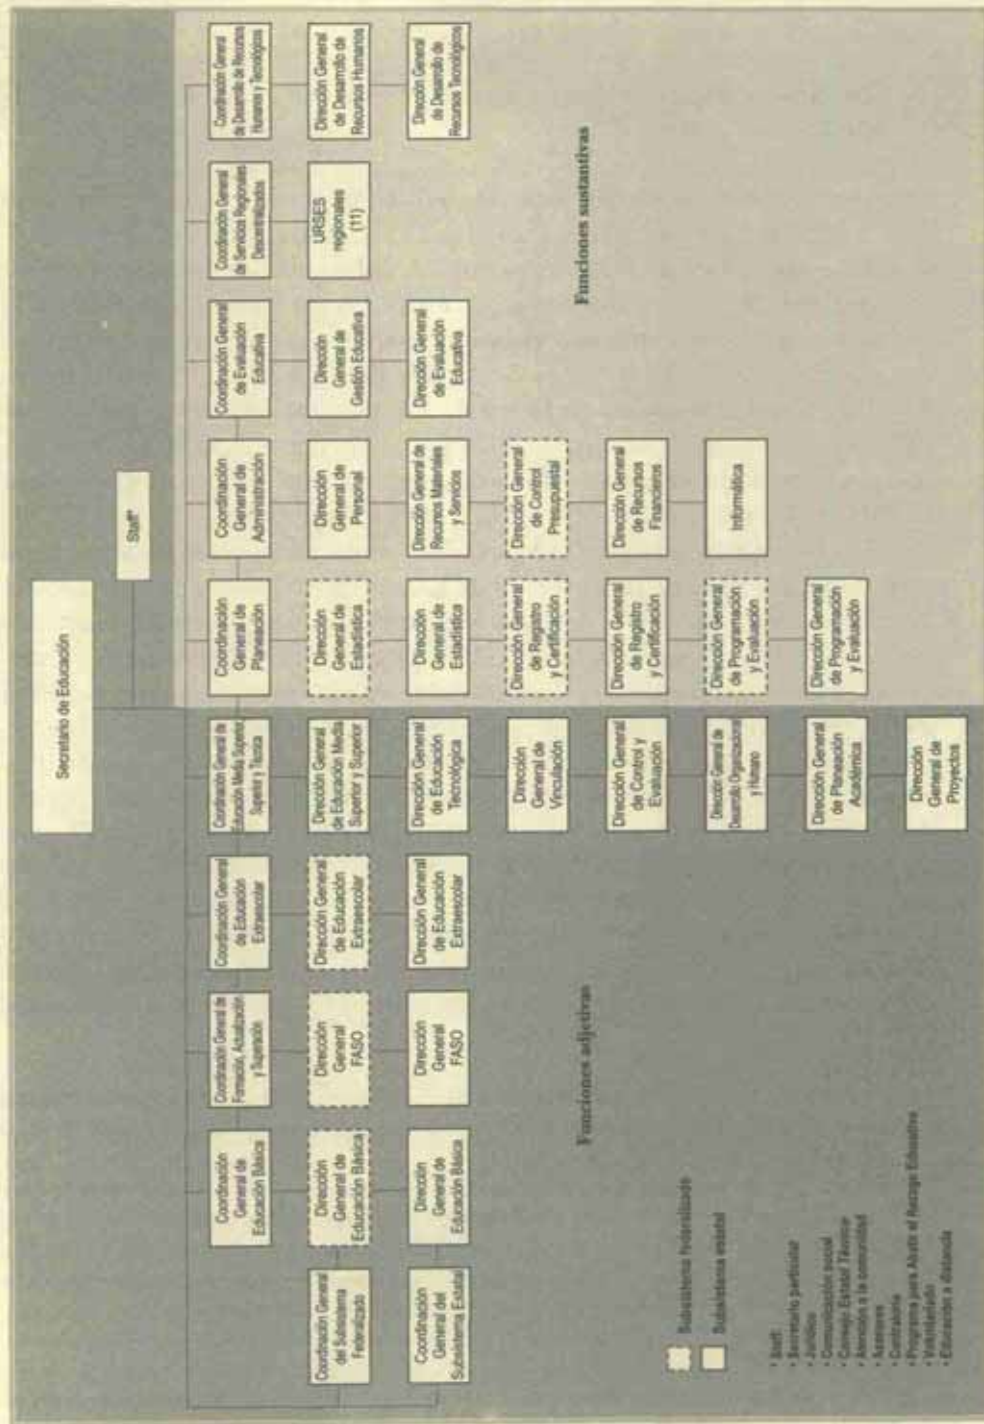 Secretario de Educación
Staff*
Coordinación
General de
Educación Básica
Coordinación General de
Formación, Actualización
y Superación
Coordinación General
de Educación
Extraescolar
Coordinación General de
Educación Media Superior,
Superior y Técnica
Coordinación
General de
Planeación
Coordinación
General de
Administración
Coordinación General
de Evaluación
Educativa
Coordinación General
de Servicios Regionales
Descentralizados
Coordinación General
de Desarrollo de Recursos
Humanos y Tecnológicos
Coordinación General
del Subsistema
Federalizado
Dirección
General de
Educación Básica
Dirección
General
FASO
Dirección General
de Educación
Extraescolar
Dirección General
de Educación Media
Superior y Superior
Dirección
General de
Estadística
Dirección
General de
Personal
Dirección
General de
Gestión Educativa
URSES
regionales
(11)
Dirección General
de Desarrollo de
Recursos Humanos
Coordinación
General del
Subsistema Estatal
Dirección
General de
Educación Básica
Dirección
General
FASO
Dirección General
de Educación
Extraescolar
Dirección General
de Educación
Tecnológica
Dirección
General de
Estadística
Dirección General de
Recursos Materiales
y Servicios
Dirección General
de Evaluación
Educativa
Dirección General
de Desarrollo de
Recursos Tecnológicos
Dirección
General de
Vinculación
Dirección General
de Registro
y Certificación
Dirección General
de Control
Presupuestal
Funciones adjetivas
Funciones sustantivas
Dirección General
de Control y
Evaluación
Dirección General
de Registro
y Certificación
Dirección General
de Recursos
Financieros
Dirección General de
Desarrollo Organizacional
y Humano
Dirección General
de Programación
y Evaluación
Informática
Dirección General
de Planeación
Académica
Dirección General
de Programación
y Evaluación
Dirección
General de
Proyectos
Subsistema federalizado
Subsistema estatal
* Staff:
• Secretario particular
• Jurídico
• Comunicación social
• Consejo Estatal Técnico
• Atención a la comunidad
• Asesores
• Contraloría
• Programa para Abatir el Rezago Educativo
• Voluntariado
• Educación a distancia